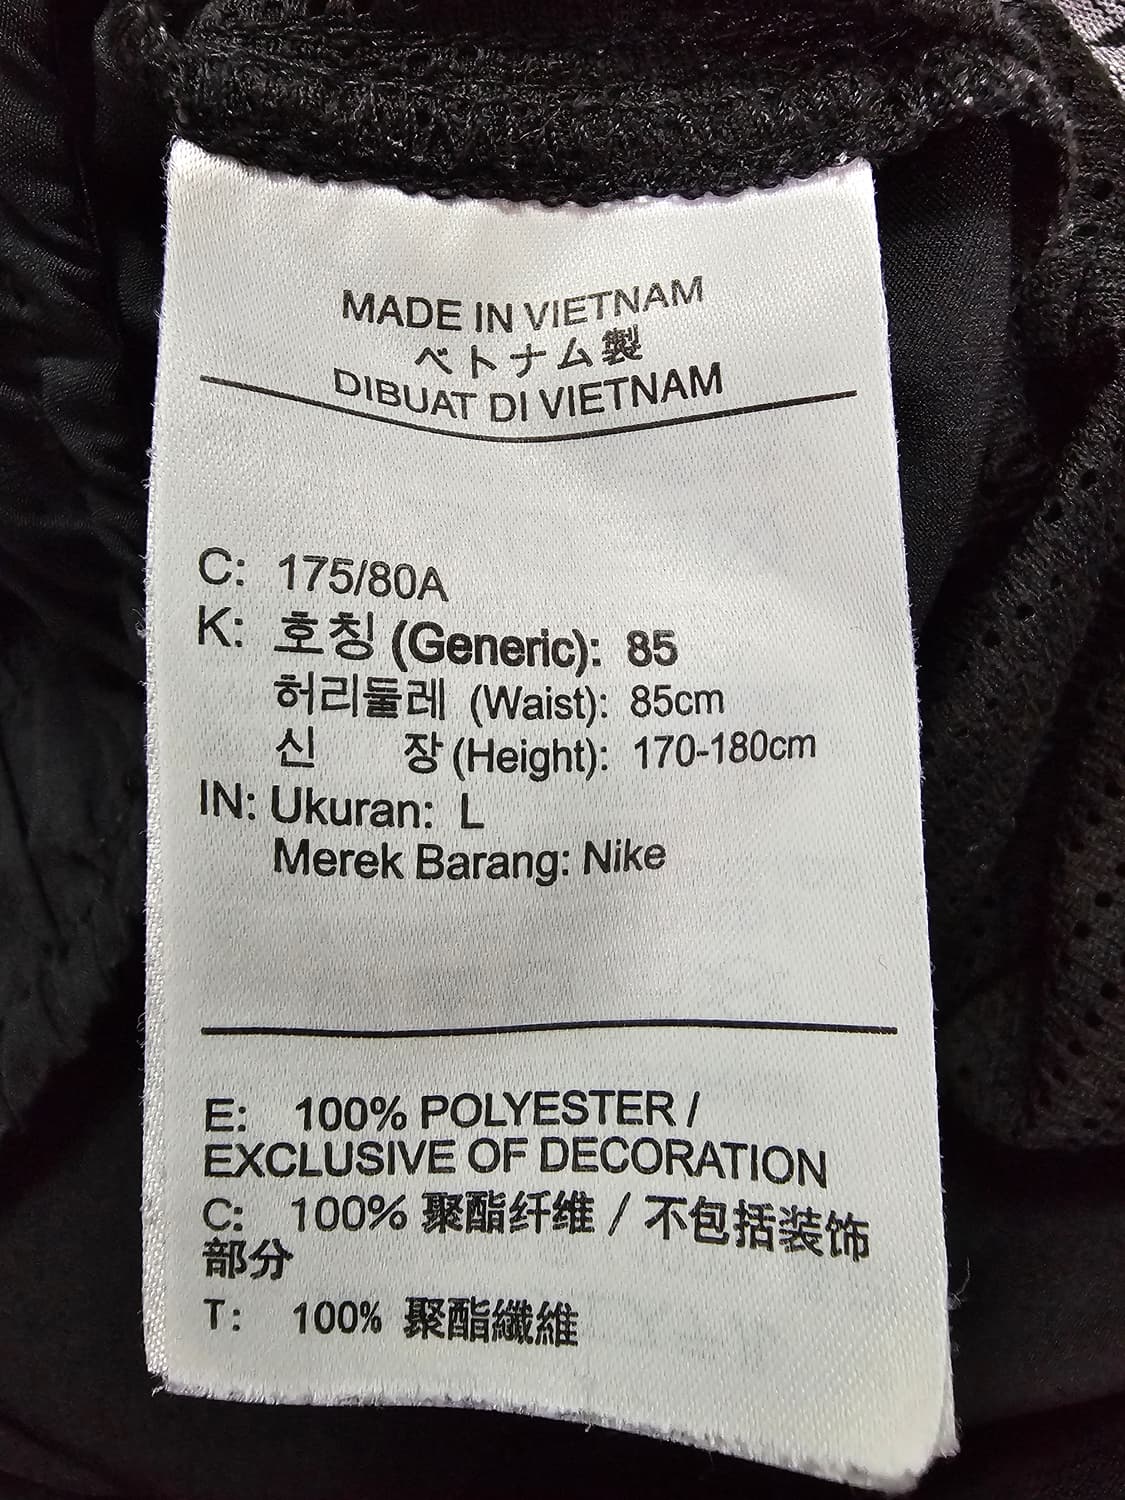 MADE IN VIETNAM
ベトナム製
DIBUAT DI VIETNAM
C: 175/80A
K: 호칭 (Generic): 85
허리둘레 (Waist): 85cm
신 장 (Height): 170-180cm
IN: Ukuran: L
Merek Barang: Nike
E: 100% POLYESTER /
EXCLUSIVE OF DECORATION
C: 100% 聚酯纤维 / 不包括装饰
部分
T: 100% 聚酯纖維